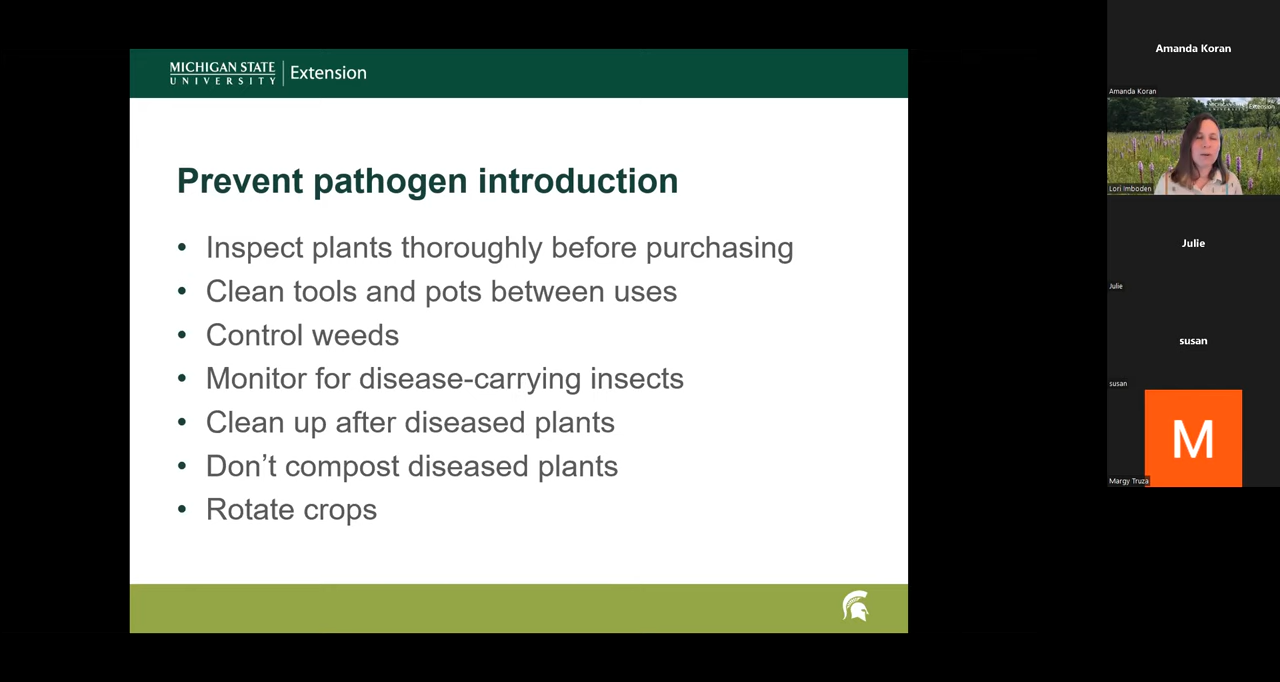 MICHIGAN STATE
UNIVERSITY
Extension
Prevent pathogen introduction
• Inspect plants thoroughly before purchasing
• Clean tools and pots between uses
• Control weeds
• Monitor for disease-carrying insects
• Clean up after diseased plants
• Don’t compost diseased plants
• Rotate crops
Amanda Koran
Amanda Koran
Extension
Lori Imboden
Julie
Julie
susan
susan
M
Margy Truza